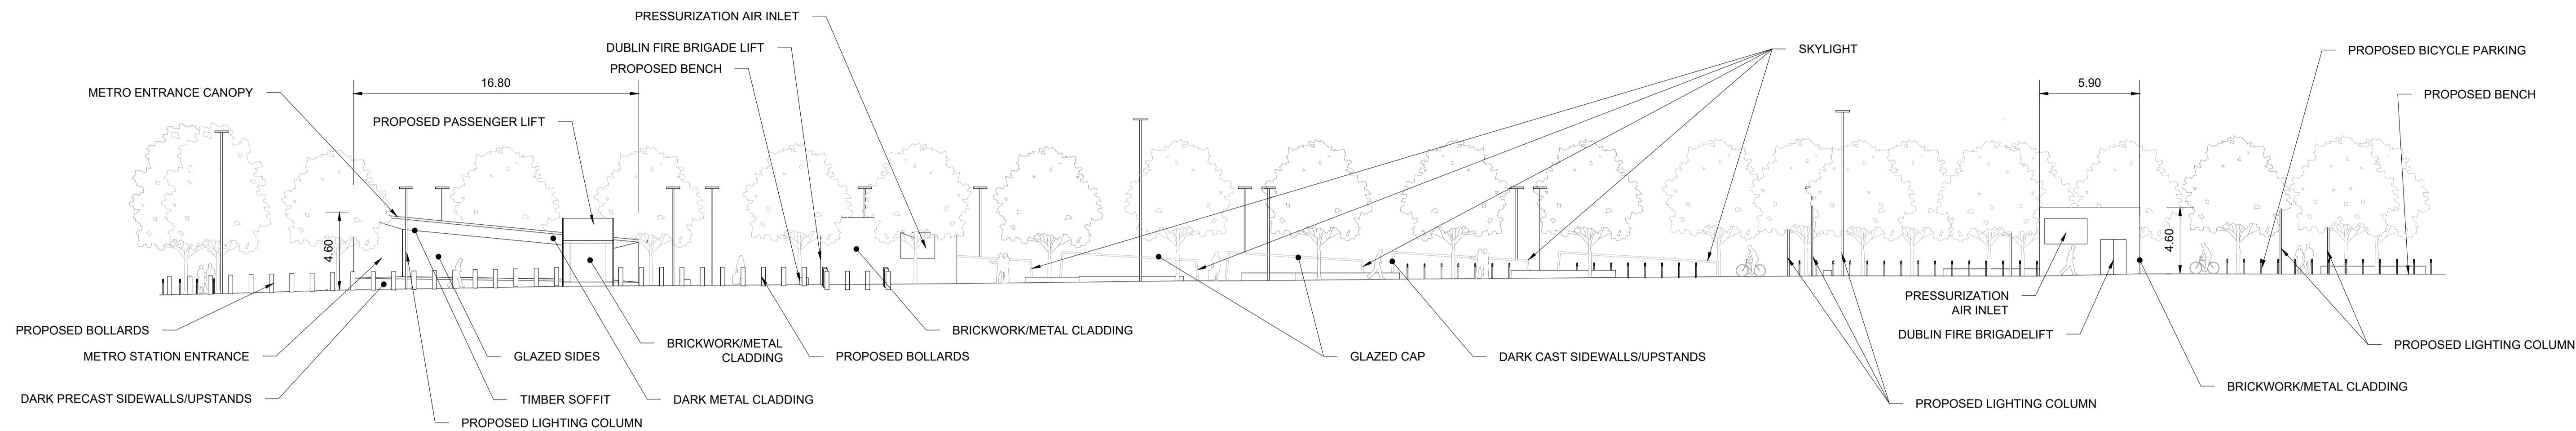 PRESSURIZATION AIR INLET
DUBLIN FIRE BRIGADE LIFT
SKYLIGHT
PROPOSED BICYCLE PARKING
PROPOSED BENCH
16.80
5.90
METRO ENTRANCE CANOPY
PROPOSED BENCH
PROPOSED PASSENGER LIFT
4.60
4.60
PRESSURIZATION
AIR INLET
PROPOSED BOLLARDS
BRICKWORK/METAL CLADDING
DUBLIN FIRE BRIGADELIFT
BRICKWORK/METAL
CLADDING
PROPOSED LIGHTING COLUMN
METRO STATION ENTRANCE
GLAZED SIDES
PROPOSED BOLLARDS
GLAZED CAP
DARK CAST SIDEWALLS/UPSTANDS
BRICKWORK/METAL CLADDING
DARK PRECAST SIDEWALLS/UPSTANDS
TIMBER SOFFIT
DARK METAL CLADDING
PROPOSED LIGHTING COLUMN
PROPOSED LIGHTING COLUMN